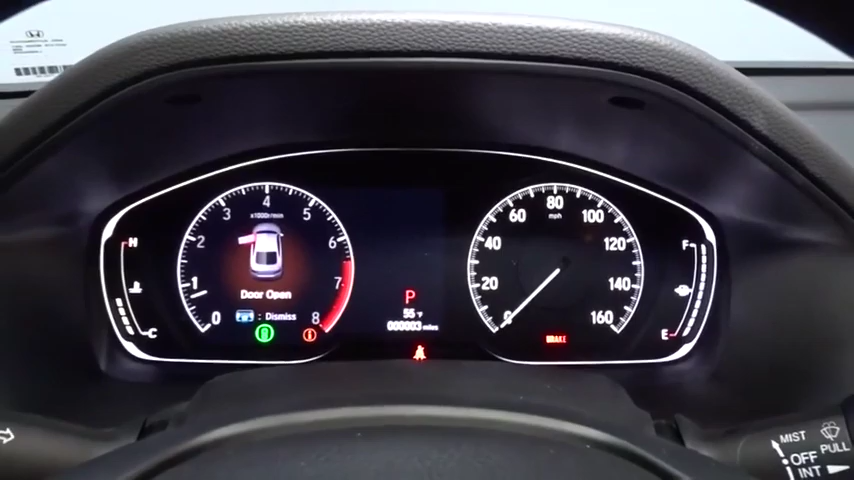 HONDA
4
3 x1000r/min 5
2 6
1 7
0 8
Door Open
: Dismiss
H
C
P
55°F
000003 miles
80
60 mph 100
40 120
20 140
0 160
BRAKE
F
E
MIST
OFF
INT
PULL